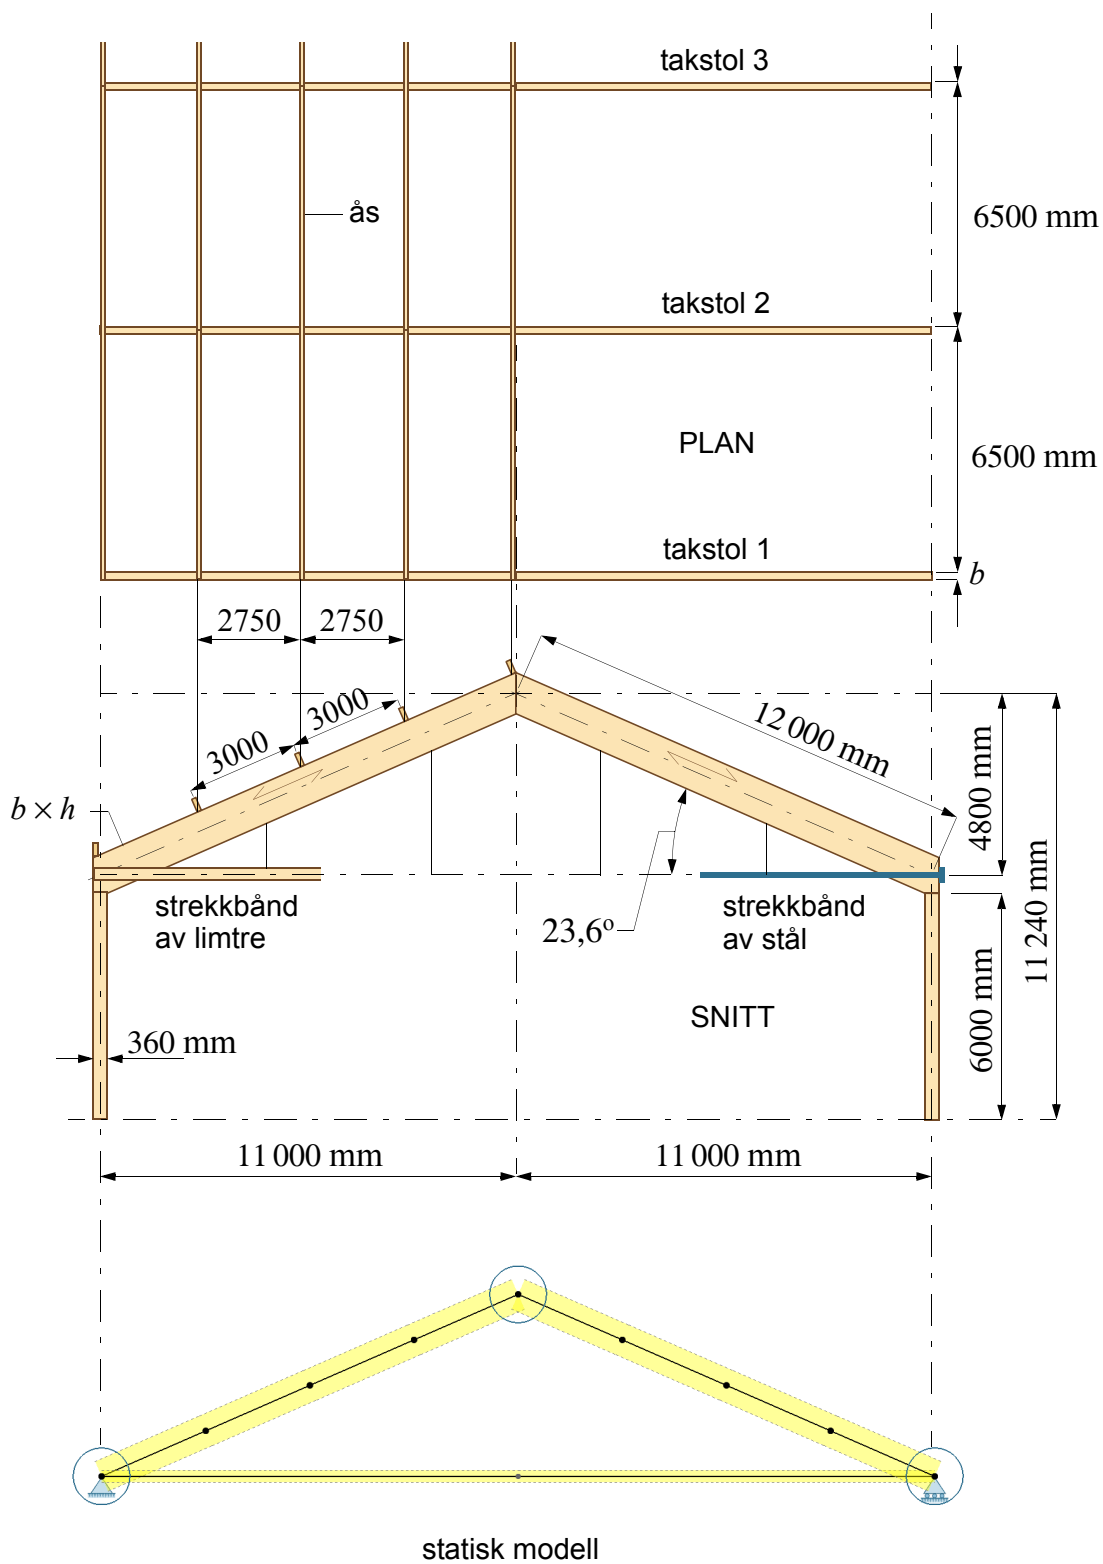 takstol 3
ås
6500 mm
takstol 2
PLAN
6500 mm
takstol 1
b
2750
2750
3000
3000
12 000 mm
4800 mm
11 240 mm
b × h
strekkbånd
av limtre
23,6º
strekkbånd
av stål
360 mm
SNITT
6000 mm
11 000 mm
11 000 mm
statisk modell